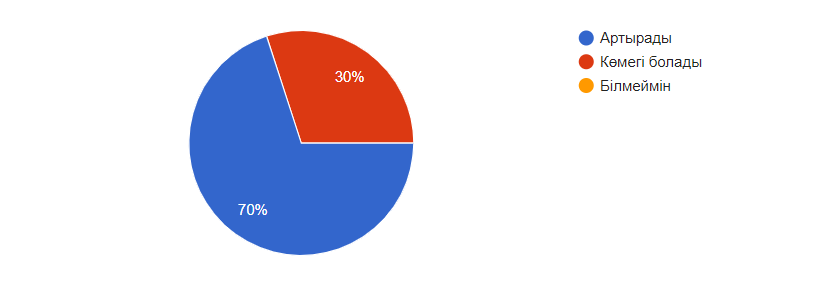 30%
70%
Артырады
Көмегі болады
Білмеймін